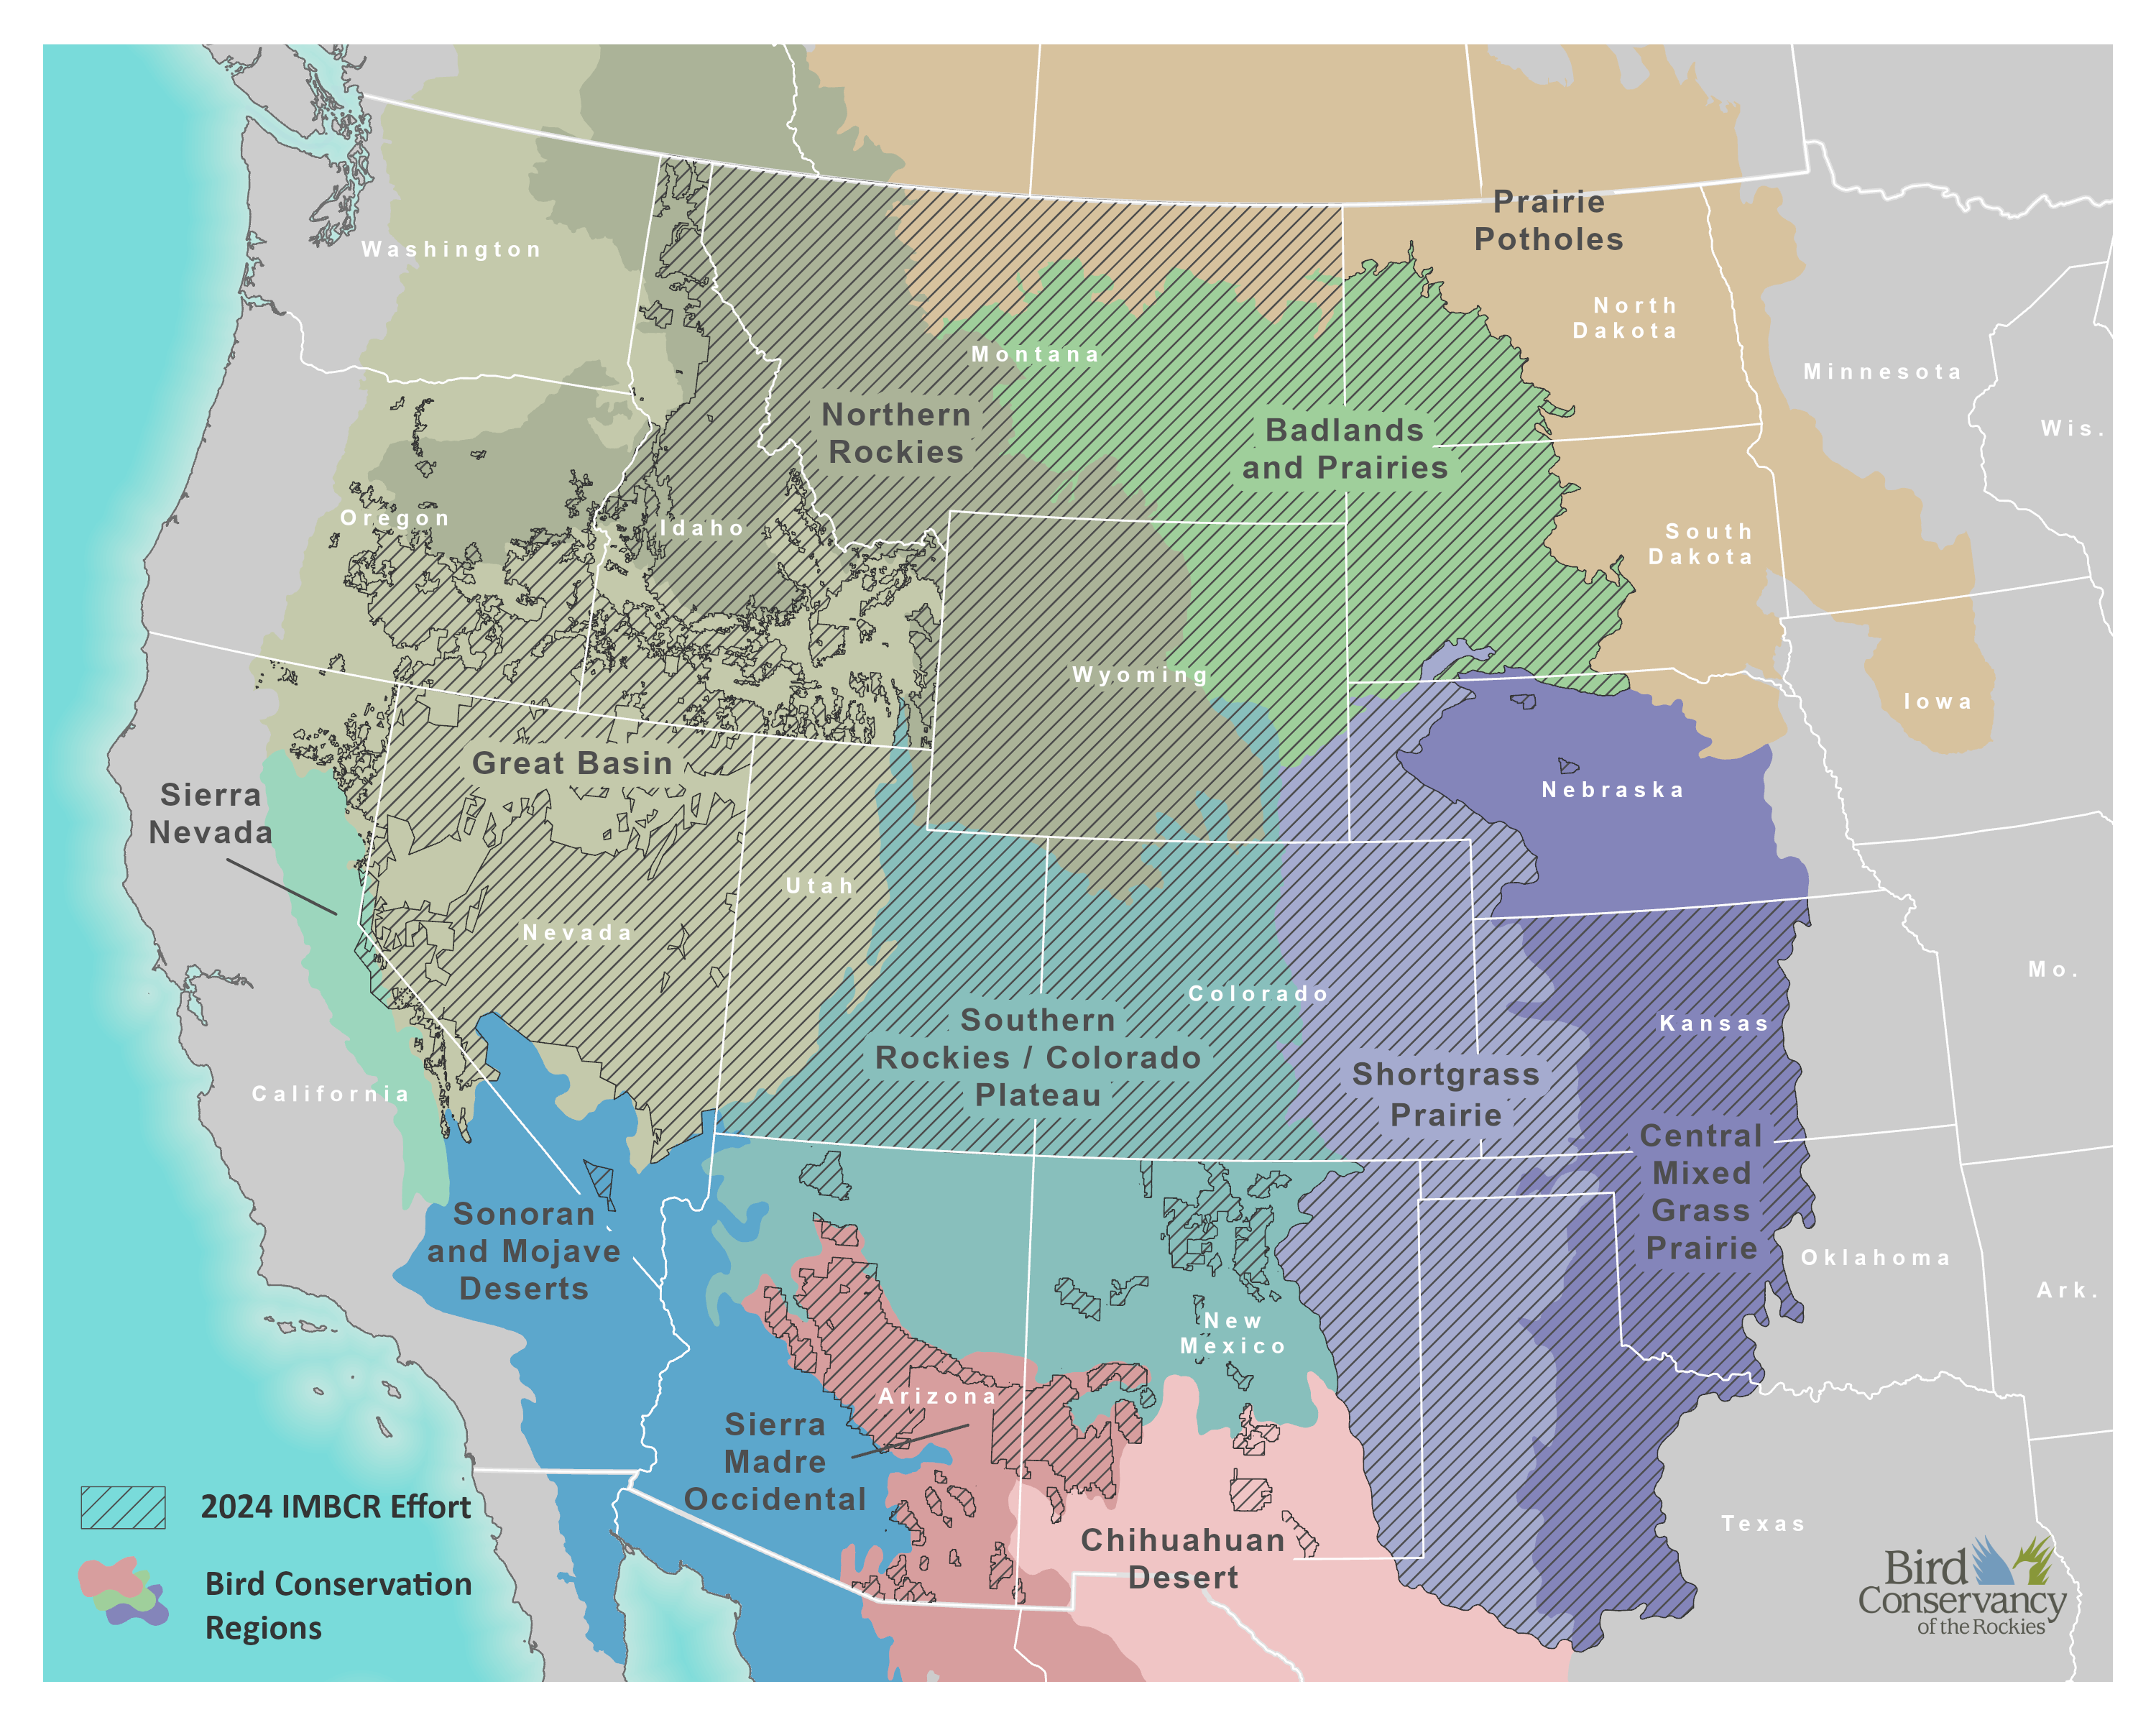 Prairie
Potholes
Washington
North
Dakota
Montana
Minnesota
Northern
Rockies
Badlands
and Prairies
Wis.
Oregon
Idaho
South
Dakota
Wyoming
Iowa
Great Basin
Nebraska
Sierra
Nevada
Utah
Nevada
Colorado
Mo.
Southern
Rockies / Colorado
Plateau
Kansas
California
Shortgrass
Prairie
Central
Mixed
Grass
Prairie
Sonoran
and Mojave
Deserts
Oklahoma
Ark.
New
Mexico
Arizona
Sierra
Madre
Occidental
2024 IMBCR Effort
Chihuahuan
Desert
Texas
Bird Conservation
Regions
Bird
Conservancy
of the Rockies